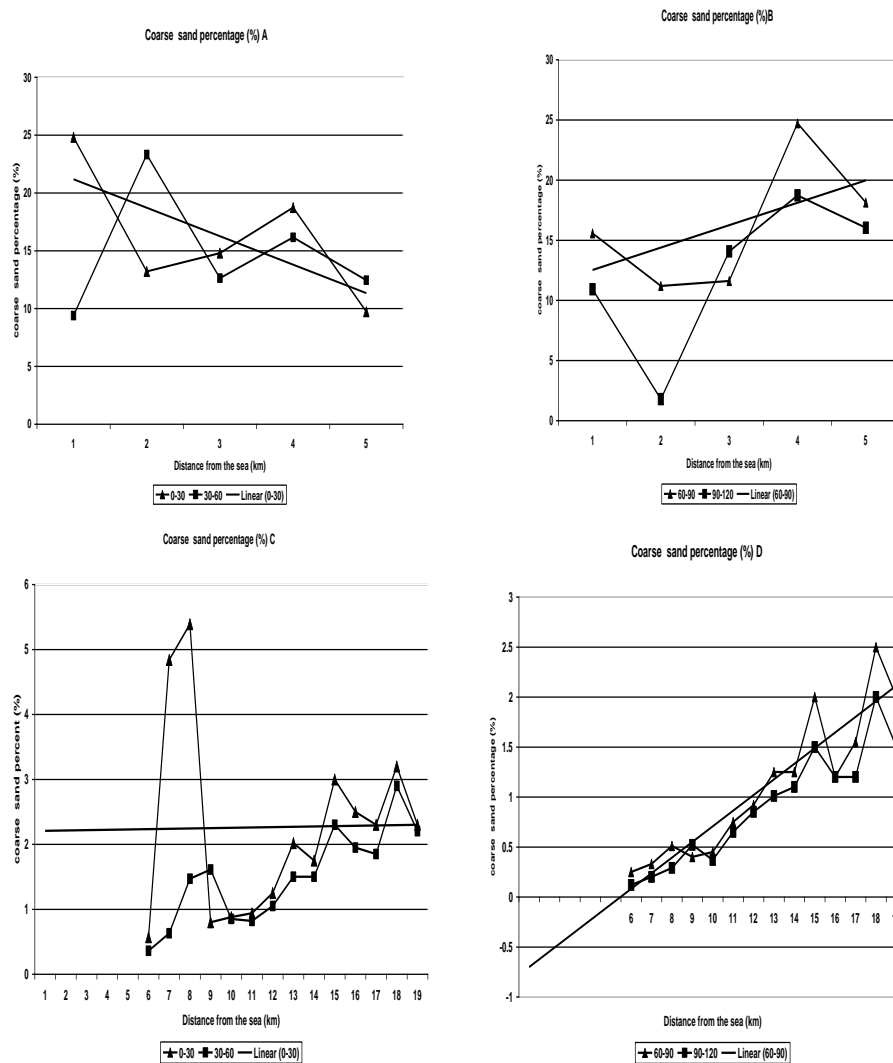 Coarse sand percentage (%) A
coarse sand percentage (%)
30
25
20
15
10
5
0
1 2 3 4 5
Distance from the sea (km)
0-30 30-60 Linear (0-30)
Coarse sand percentage (%)B
coarse sand percentage (%)
30
25
20
15
10
5
0
1 2 3 4 5
Distance from the sea (km)
60-90 90-120 Linear (60-90)
Coarse sand percentage (%) C
coarse sand percent (%)
6
5
4
3
2
1
0
1 2 3 4 5 6 7 8 9 10 11 12 13 14 15 16 17 18 19
Distance from the sea (km)
0-30 30-60 Linear (0-30)
Coarse sand percentage (%) D
coarse sand percentage (%)
3
2.5
2
1.5
1
0.5
0
-0.5
-1
6 7 8 9 10 11 12 13 14 15 16 17 18
Distance from the sea (km)
60-90 90-120 Linear (60-90)